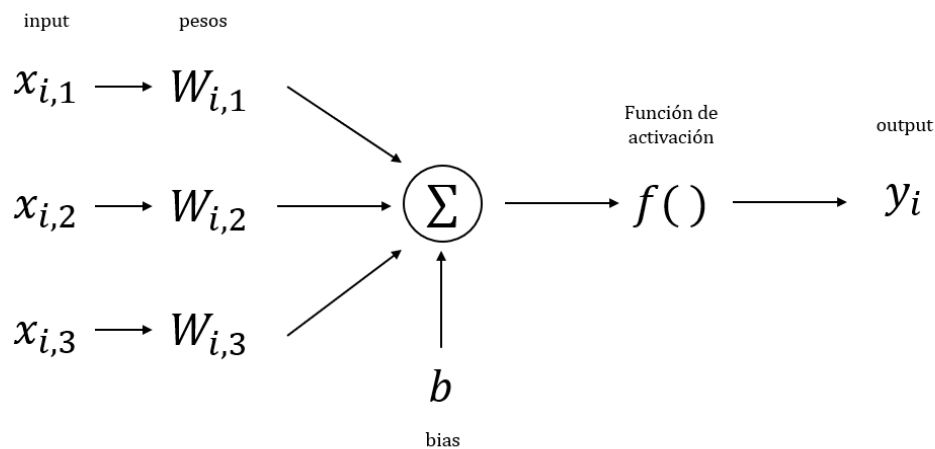 input pesos
x_{i,1} W_{i,1}
Función de
activación
output
x_{i,2} W_{i,2} Σ f( ) y_i
x_{i,3} W_{i,3}
b
bias